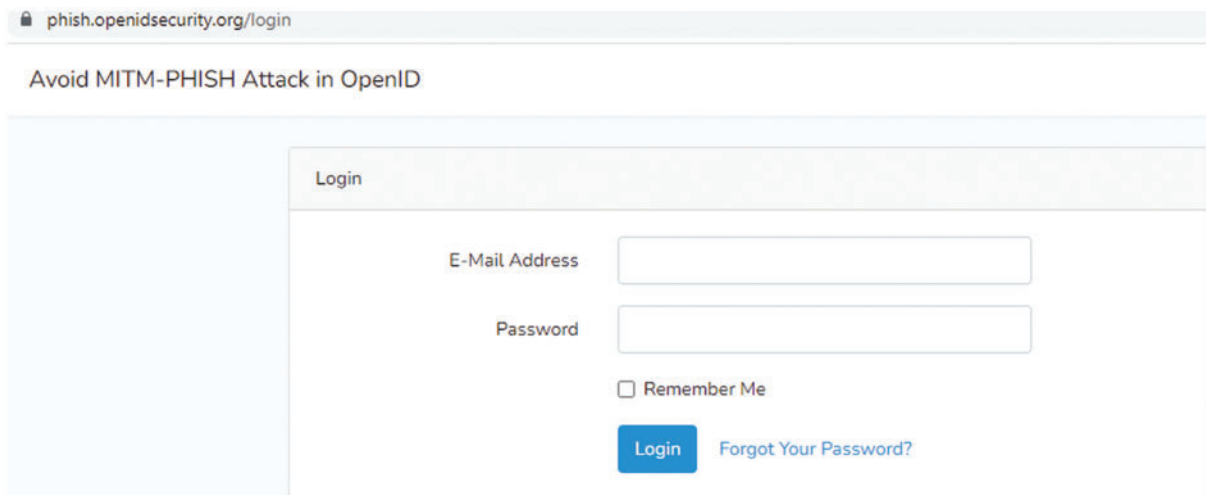 phish.openidsecurity.org/login
Avoid MITM-PHISH Attack in OpenID
Login
E-Mail Address
Password
Remember Me
Login Forgot Your Password?